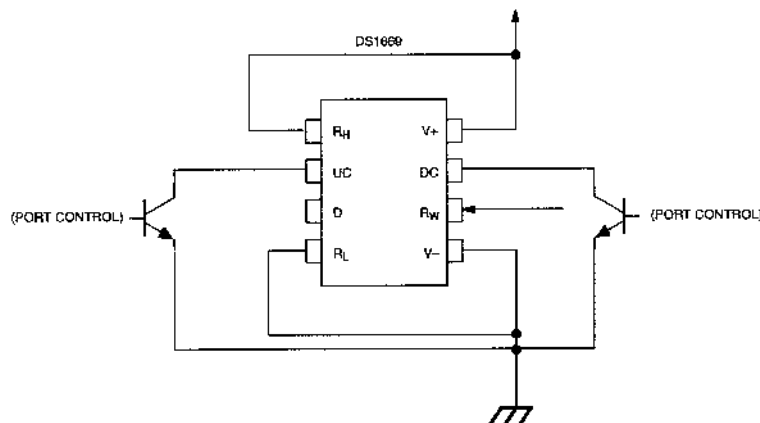 DS1669
RH V+
UC DC
(PORT CONTROL) (PORT CONTROL)
D RW
RL V–